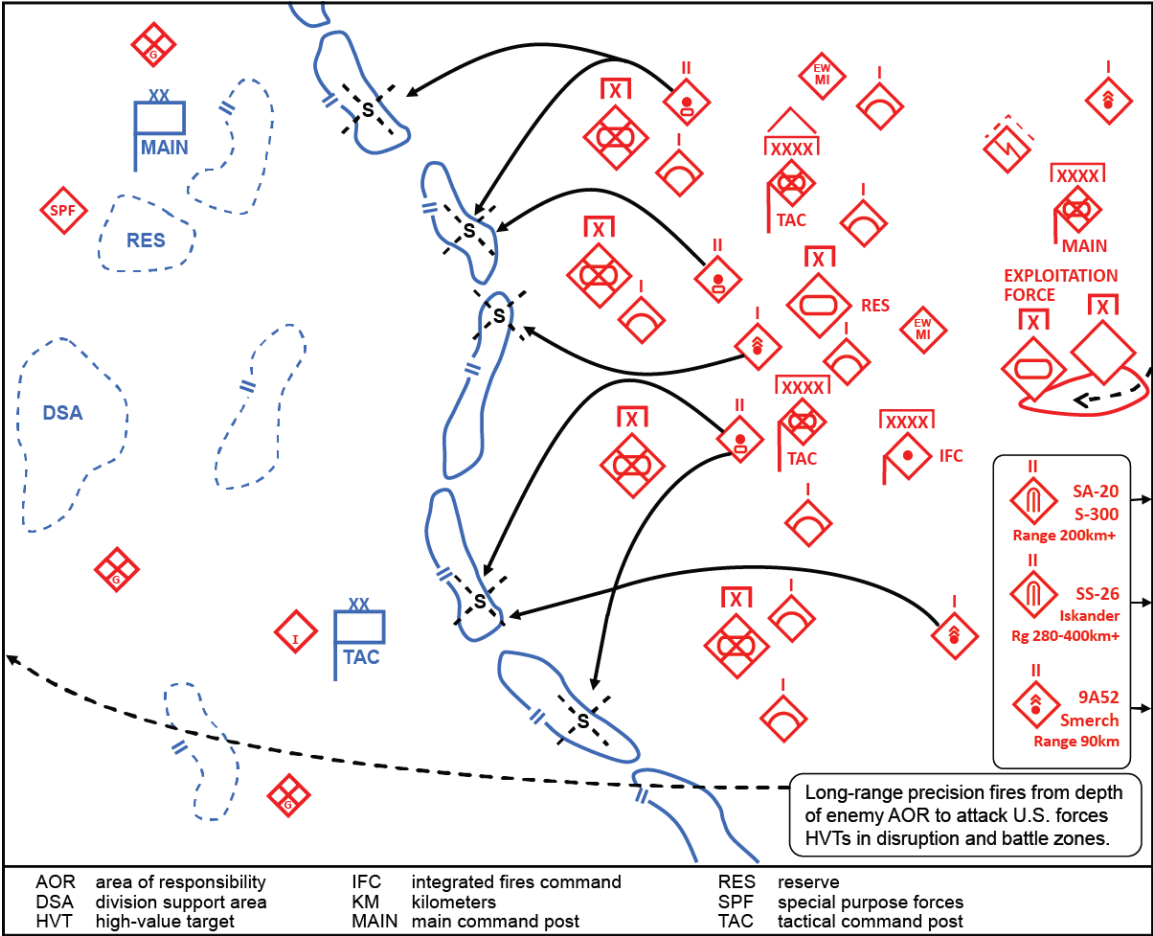 G
XX
MAIN
SPF
RES
DSA
G
I
XX
TAC
G
S
S
S
S
S
II
X
I
EW
MI
I
I
XXXX
TAC
XXXX
MAIN
I
X
I
II
X
RES
I
I
EW
MI
EXPLOITATION
FORCE
X
X
I
XXXX
TAC
X
II
XXXX
IFC
I
X
I
I
I
II
SA-20
S-300
Range 200km+
II
SS-26
Iskander
Rg 280-400km+
II
9A52
Smerch
Range 90km
Long-range precision fires from depth
of enemy AOR to attack U.S. forces
HVTs in disruption and battle zones.
AOR area of responsibility
DSA division support area
HVT high-value target
IFC integrated fires command
KM kilometers
MAIN main command post
RES reserve
SPF special purpose forces
TAC tactical command post